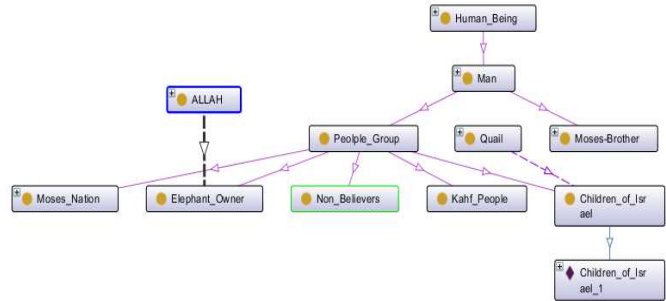 Human_Being
Man
ALLAH
Peolple_Group
Quail
Moses-Brother
Moses_Nation
Elephant_Owner
Non_Believers
Kahf_People
Children_of_Isr
ael
Children_of_Isr
ael_1